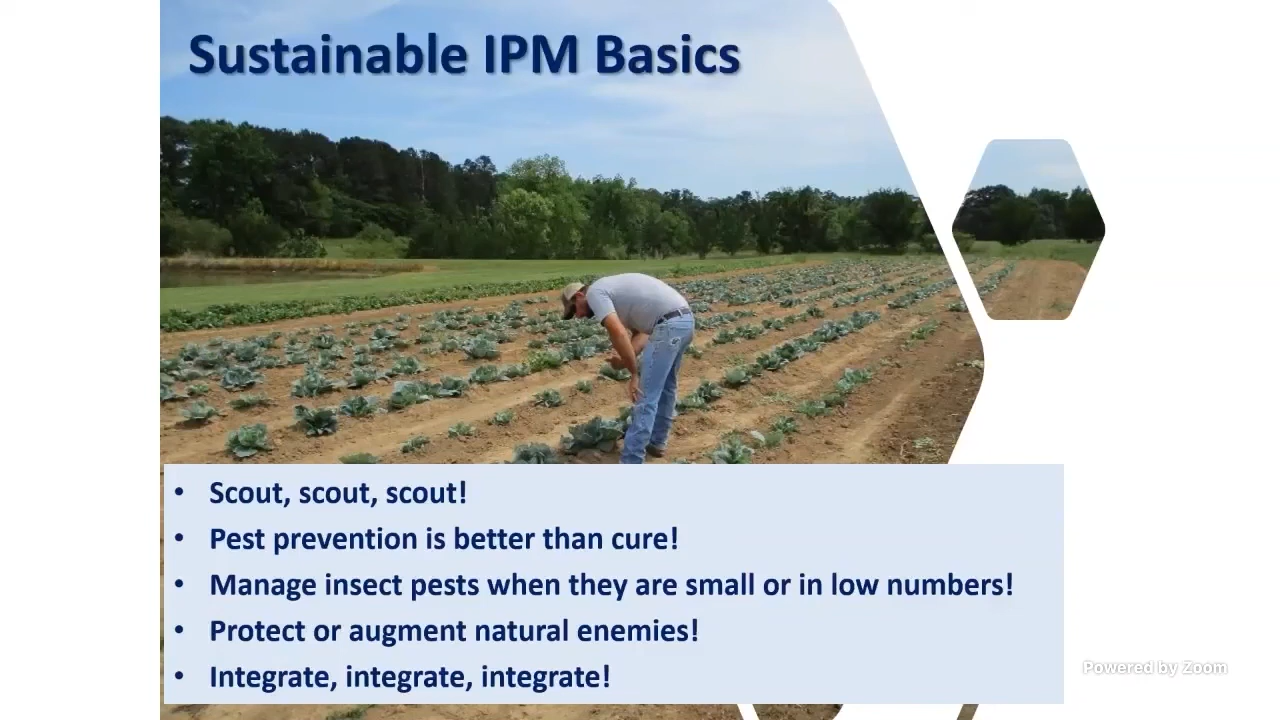 Sustainable IPM Basics
• Scout, scout, scout!
• Pest prevention is better than cure!
• Manage insect pests when they are small or in low numbers!
• Protect or augment natural enemies!
• Integrate, integrate, integrate!
Powered by Zoom